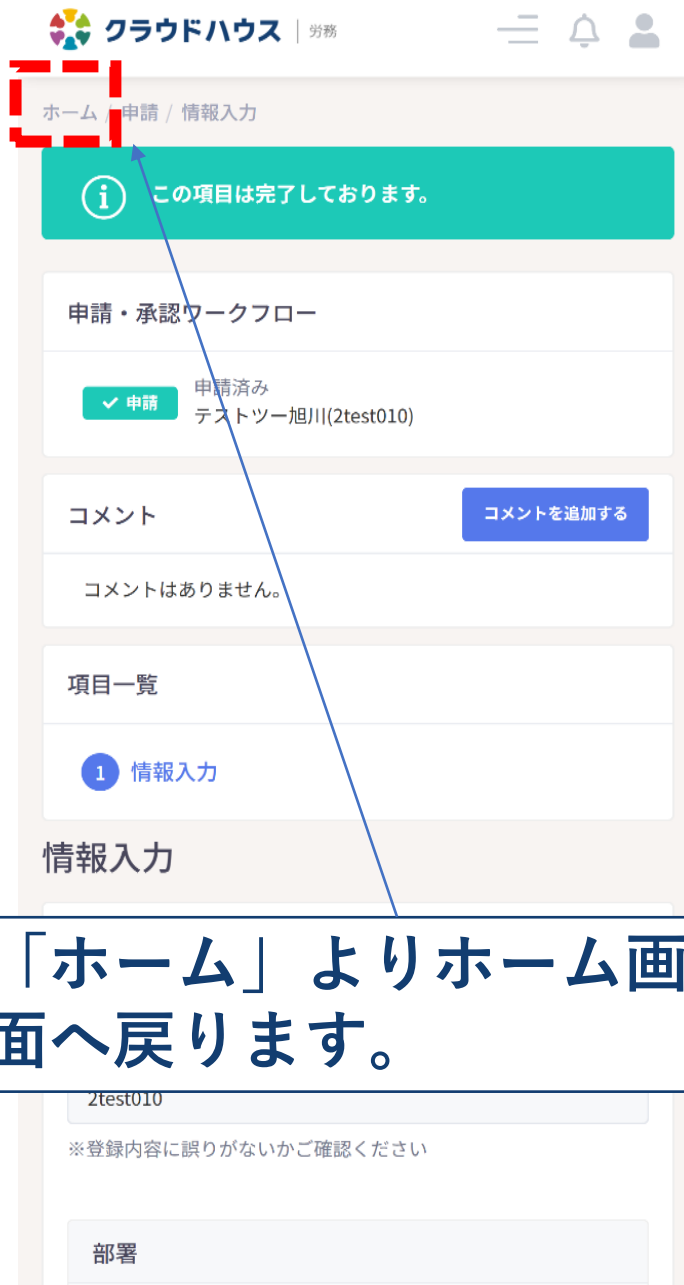 クラウドハウス 労務
ホーム / 申請 / 情報入力
この項目は完了しております。
申請・承認ワークフロー
申請
申請済み
テストツー旭川(2test010)
コメント
コメントを追加する
コメントはありません。
項目一覧
1 情報入力
情報入力
「ホーム」よりホーム画
面へ戻ります。
2test010
※登録内容に誤りがないかご確認ください
部署